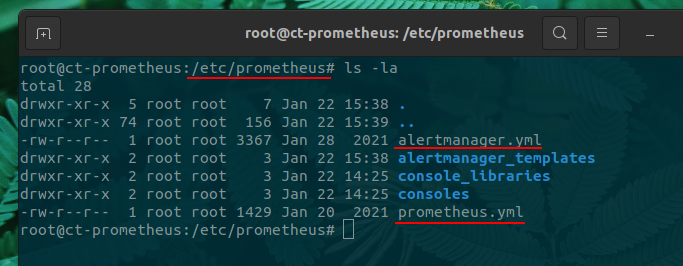 root@ct-prometheus: /etc/prometheus
root@ct-prometheus:/etc/prometheus# ls -la
total 28
drwxr-xr-x  5 root root    7 Jan 22 15:38 .
drwxr-xr-x 74 root root  156 Jan 22 15:39 ..
-rw-r--r--  1 root root 3367 Jan 28  2021 alertmanager.yml
drwxr-xr-x  2 root root    3 Jan 22 15:38 alertmanager_templates
drwxr-xr-x  2 root root    3 Jan 22 14:25 console_libraries
drwxr-xr-x  2 root root    3 Jan 22 14:25 consoles
-rw-r--r--  1 root root 1429 Jan 20  2021 prometheus.yml
root@ct-prometheus:/etc/prometheus#